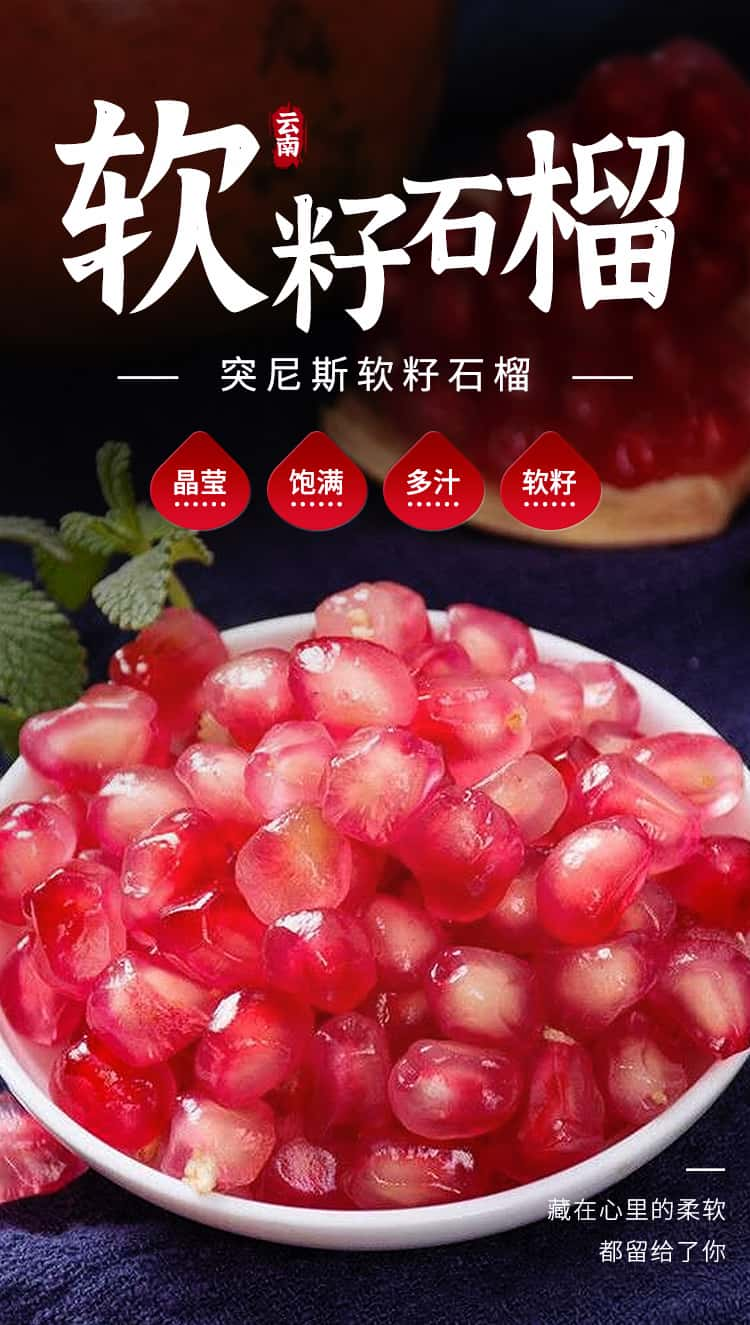 云南
软籽石榴
突尼斯软籽石榴
晶莹 饱满 多汁 软籽
藏在心里的柔软
都留给了你